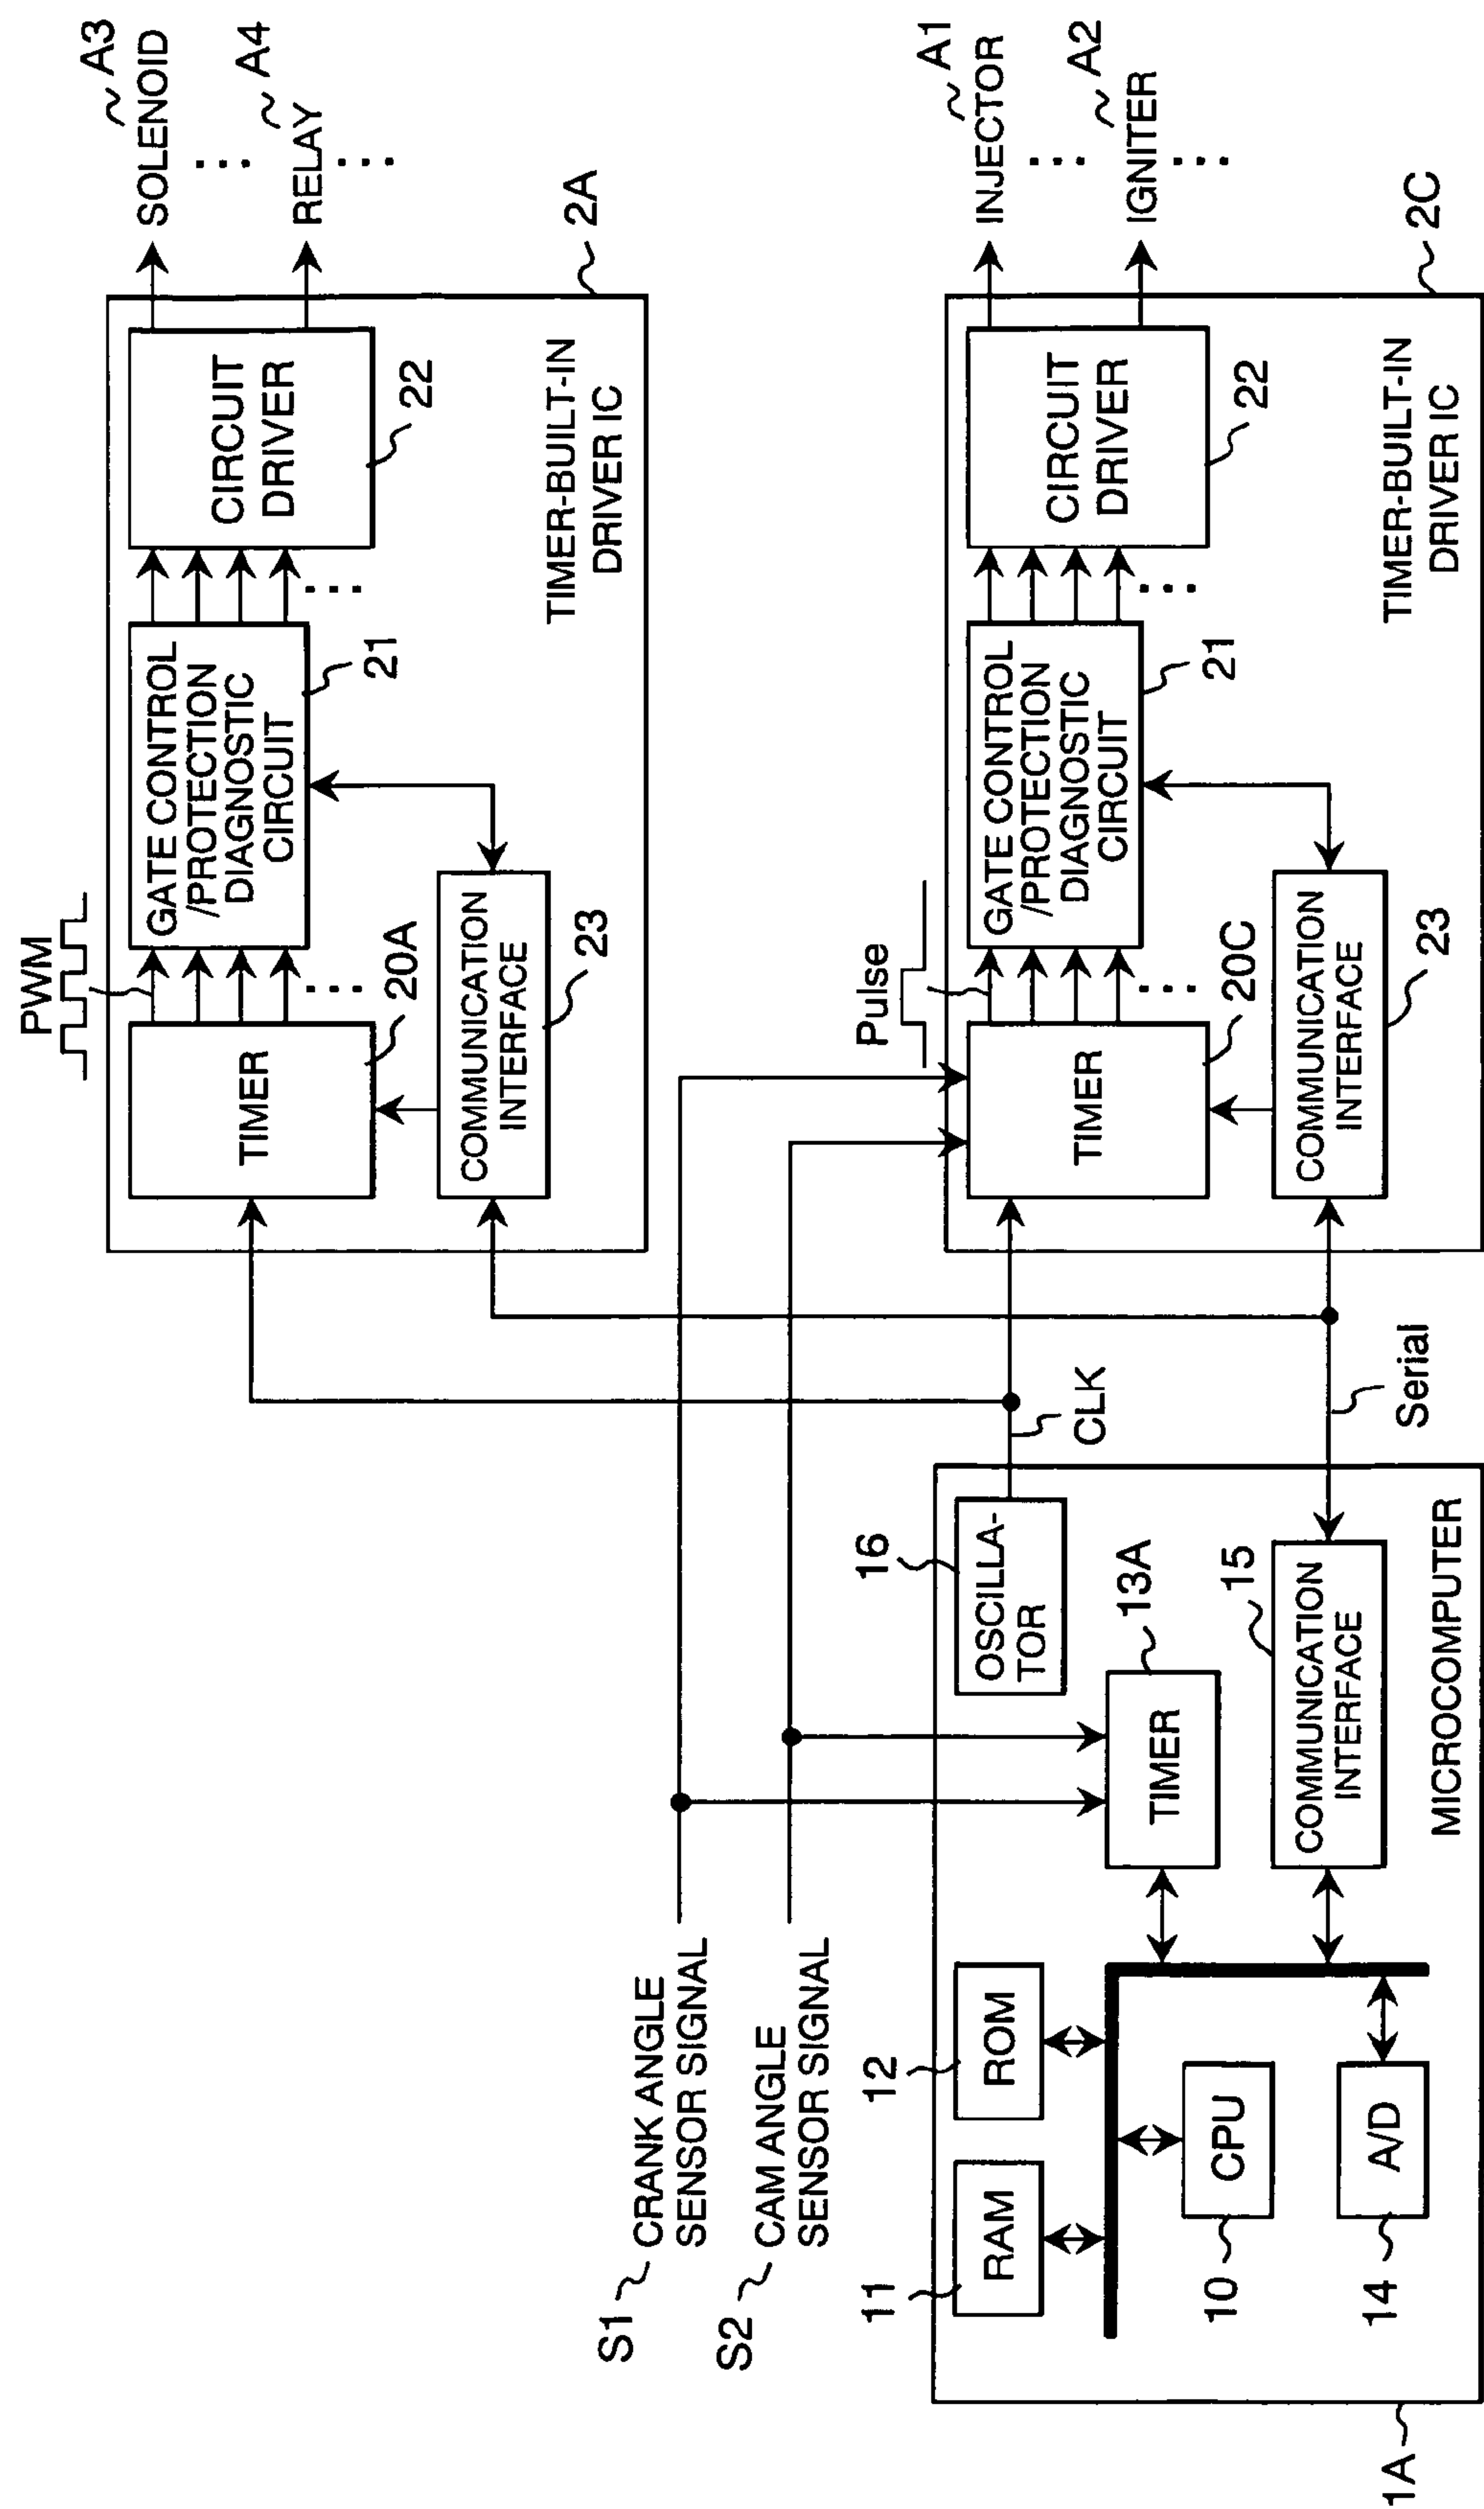 PWM
A3
SOLENOID
A4
RELAY
TIMER
GATE CONTROL
/PROTECTION
DIAGNOSTIC
CIRCUIT
CIRCUIT
DRIVER
20A
21
22
COMMUNICATION
INTERFACE
23
TIMER-BUILT-IN
DRIVER IC
2A
S1
CRANK ANGLE
SENSOR SIGNAL
S2
CAM ANGLE
SENSOR SIGNAL
Pulse
A1
INJECTOR
A2
IGNITER
TIMER
GATE CONTROL
/PROTECTION
DIAGNOSTIC
CIRCUIT
CIRCUIT
DRIVER
20C
21
22
COMMUNICATION
INTERFACE
23
TIMER-BUILT-IN
DRIVER IC
2C
11
RAM
12
ROM
16
OSCILLA-
TOR
CLK
13A
TIMER
10
CPU
15
COMMUNICATION
INTERFACE
Serial
14
A/D
MICROCOMPUTER
1A